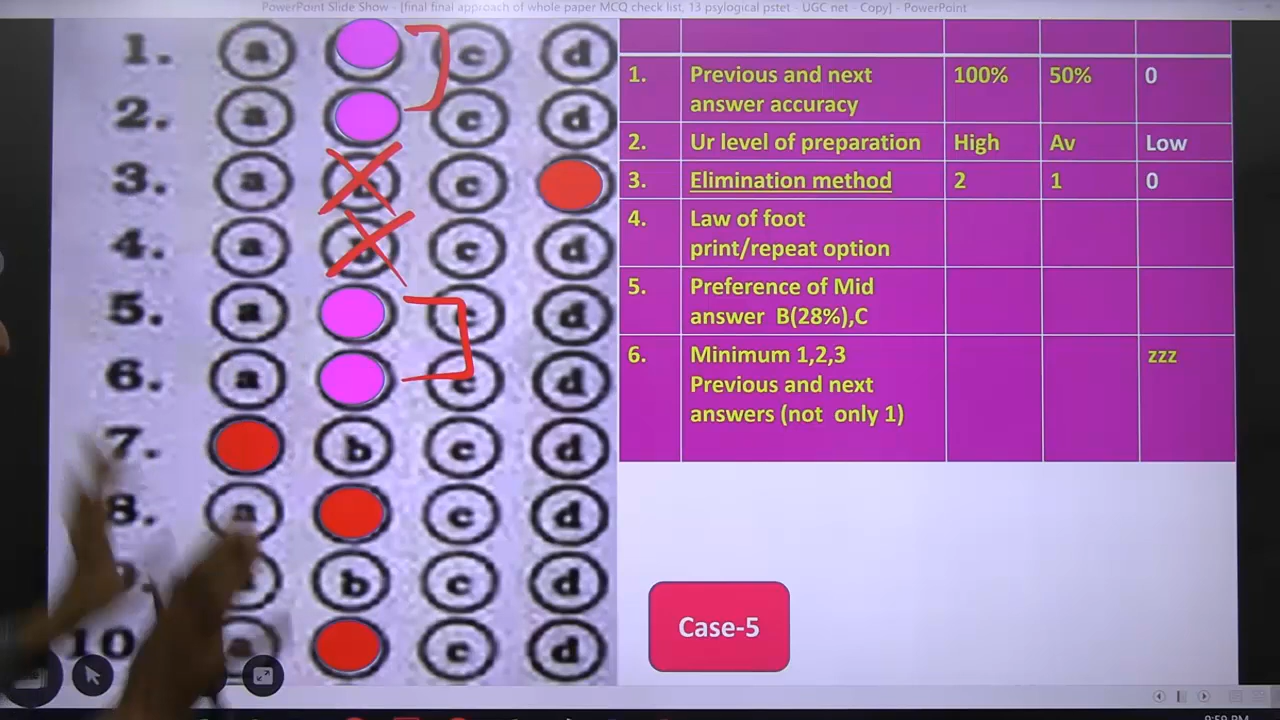 PowerPoint Slide Show - [final final approach of whole paper MCQ check list, 13 psylogical pstet - UGC net - Copy] - PowerPoint
1. a c d
2. a c d
3. a c
4. a c d
5. a d
6. a c d
7. b c d
8. a c d
9. b c d
10 a c d
1. Previous and next answer accuracy 100% 50% 0
2. Ur level of preparation High Av Low
3. Elimination method 2 1 0
4. Law of foot print/repeat option
5. Preference of Mid answer B(28%),C
6. Minimum 1,2,3 Previous and next answers (not only 1) zzz
Case-5
9:59 PM